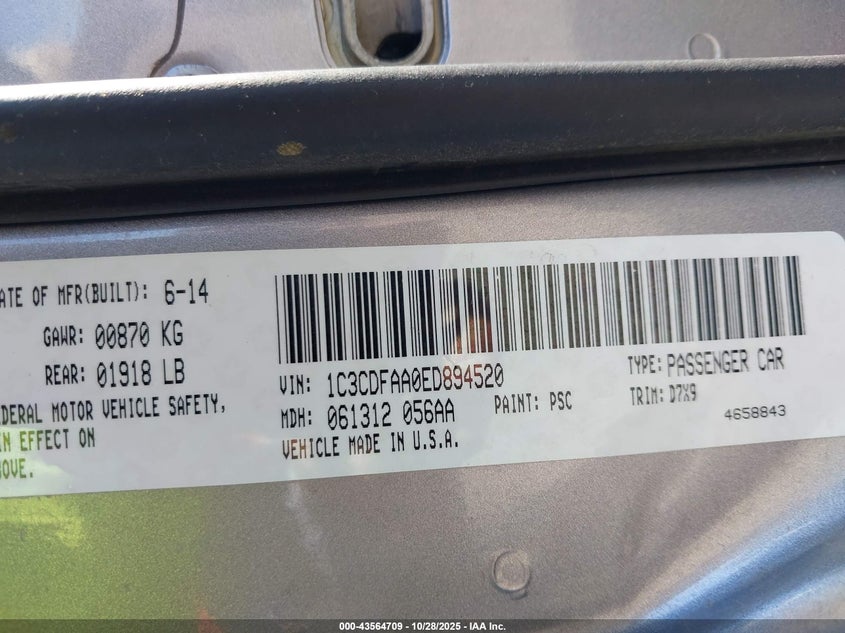 ATE OF MFR(BUILT): 6-14
GAWR: 00870 KG
REAR: 01918 LB
EDERAL MOTOR VEHICLE SAFETY,
IN EFFECT ON
BOVE.
VIN: 1C3CDFAA0ED894520
TYPE: PASSENGER CAR
MDH: 061312 056AA
PAINT: PSC
TRIM: D7X9
VEHICLE MADE IN U.S.A.
4658843
000-43564709 - 10/28/2025 - IAA Inc.